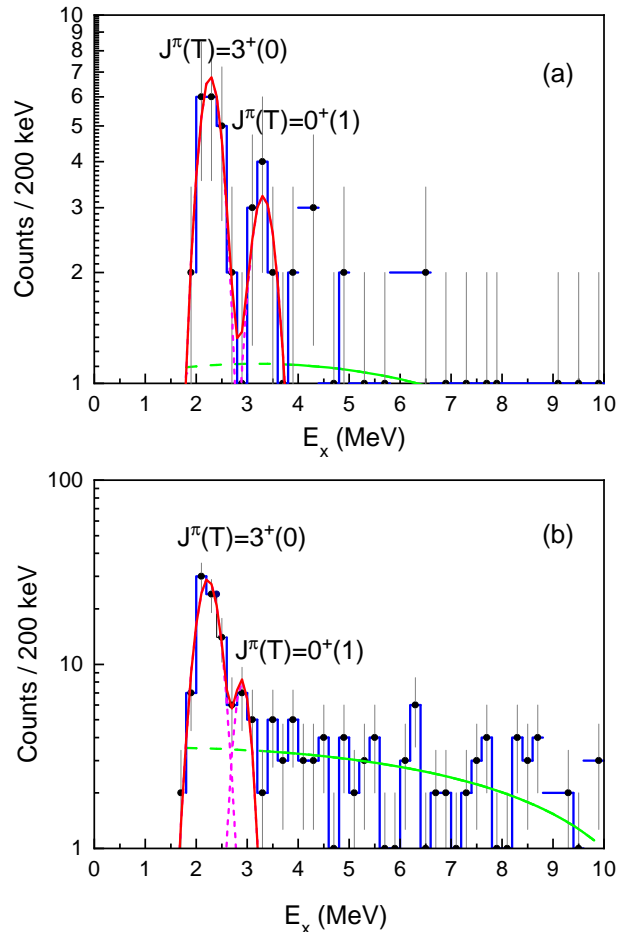 10
9
8
7
6
5
4
3
2
1
Counts / 200 keV
J^π(T)=3^+(0)
(a)
J^π(T)=0^+(1)
0 1 2 3 4 5 6 7 8 9 10
E_x (MeV)
100
10
1
Counts / 200 keV
J^π(T)=3^+(0)
(b)
J^π(T)=0^+(1)
0 1 2 3 4 5 6 7 8 9 10
E_x (MeV)